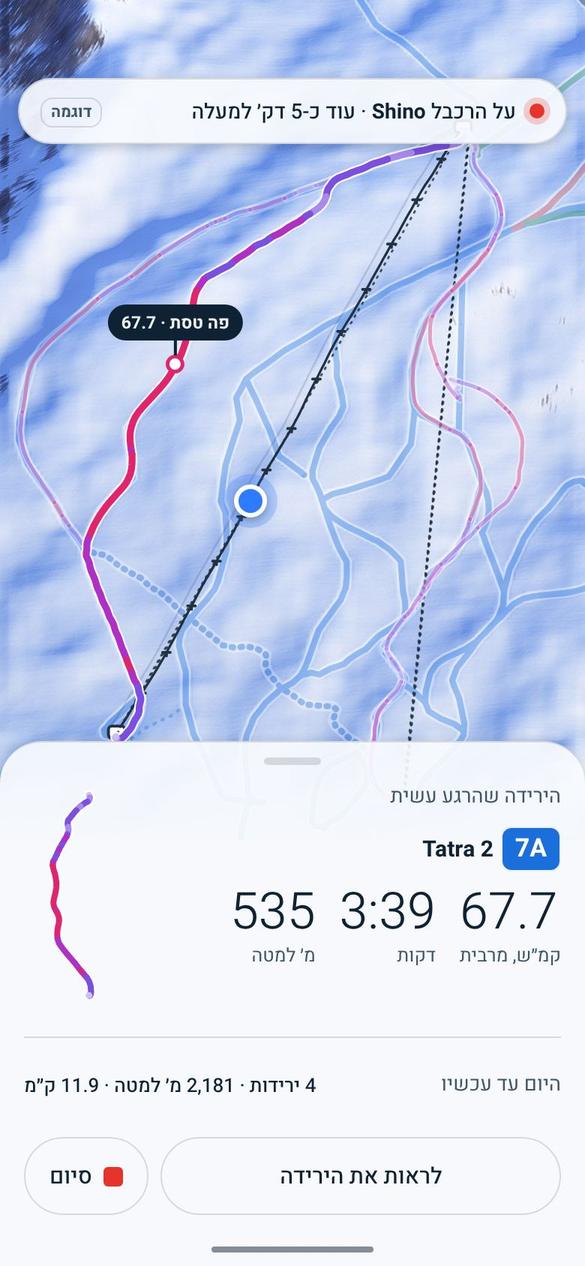 על הרכבל Shino · עוד כ-5 דק׳ למעלה
דוגמה
פה טסת · 67.7
הירידה שהרגע עשית
7A Tatra 2
67.7 3:39 535
קמ״ש, מרבית דקות מ׳ למטה
היום עד עכשיו
4 ירידות · 2,181 מ׳ למטה · 11.9 ק״מ
לראות את הירידה
סיום